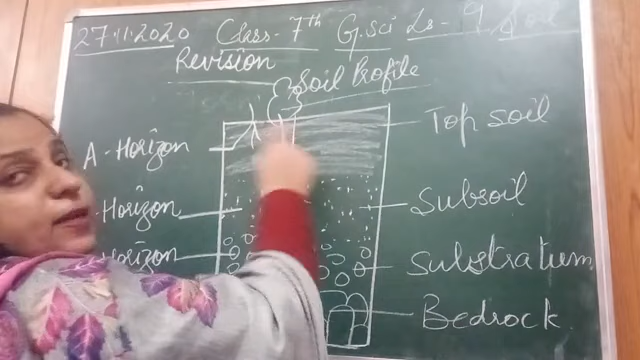 27.11.2020 Class-7th G.Sci Ls-9 Soil
Revision
Soil Profile
A-Horizon
Top soil
Horizon
Subsoil
Horizon
Substratum
Bedrock